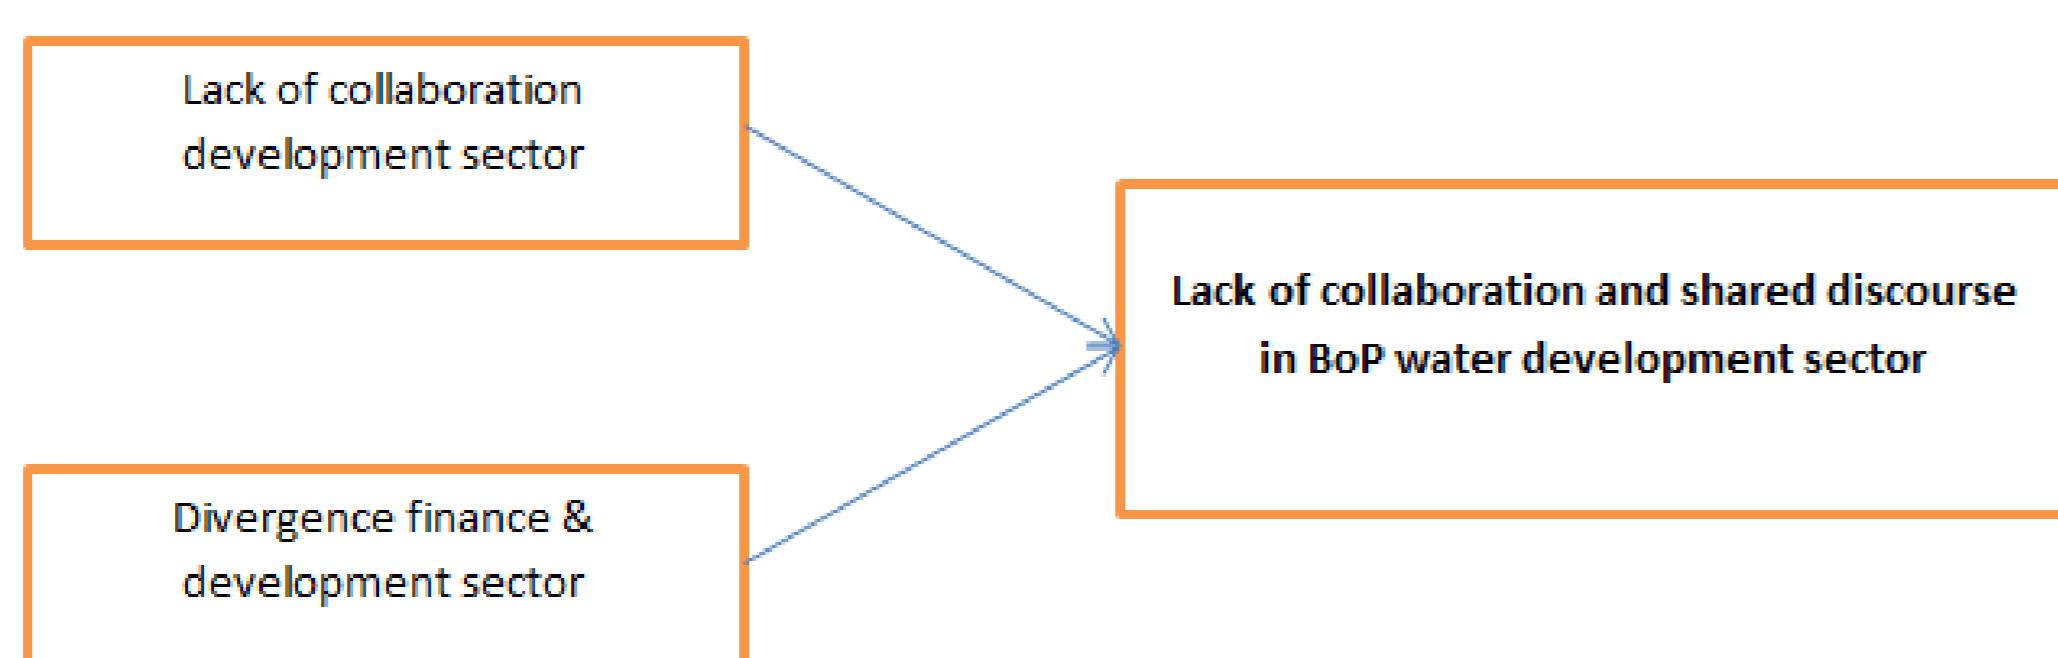 Lack of collaboration
development sector
Lack of collaboration and shared discourse
in BoP water development sector
Divergence finance &
development sector